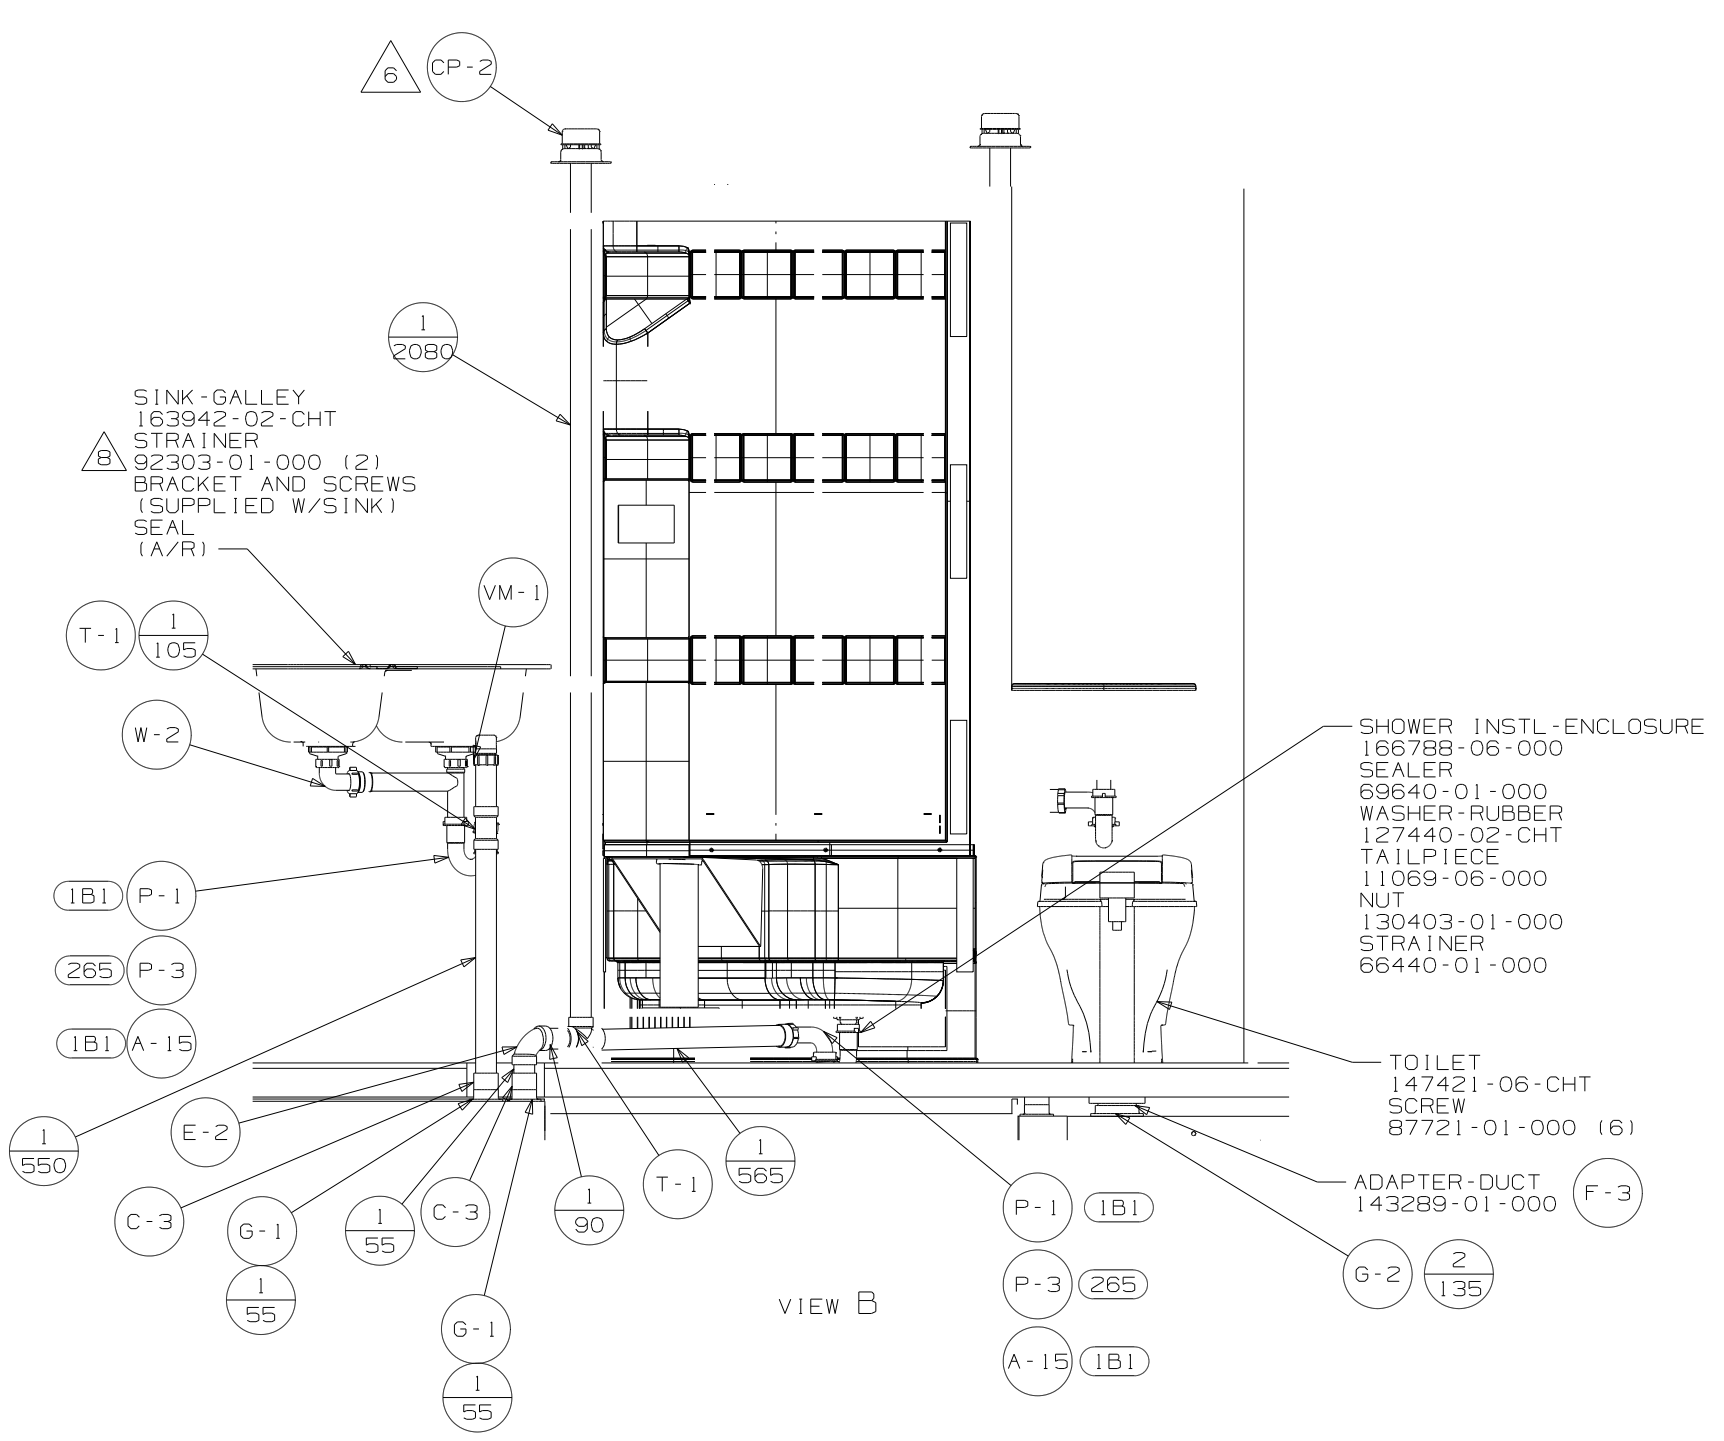 6
CP-2
1
2080
SINK-GALLEY
163942-02-CHT
STRAINER
8
92303-01-000 (2)
BRACKET AND SCREWS
(SUPPLIED W/SINK)
SEAL
(A/R)
VM-1
T-1
1
105
W-2
1B1
P-1
265
P-3
1B1
A-15
1
550
E-2
C-3
G-1
1
55
1
55
C-3
G-1
1
55
1
90
T-1
1
565
SHOWER INSTL-ENCLOSURE
166788-06-000
SEALER
69640-01-000
WASHER-RUBBER
127440-02-CHT
TAILPIECE
11069-06-000
NUT
130403-01-000
STRAINER
66440-01-000
TOILET
147421-06-CHT
SCREW
87721-01-000 (6)
ADAPTER-DUCT
143289-01-000
F-3
G-2
2
135
P-1
1B1
P-3
265
A-15
1B1
VIEW B